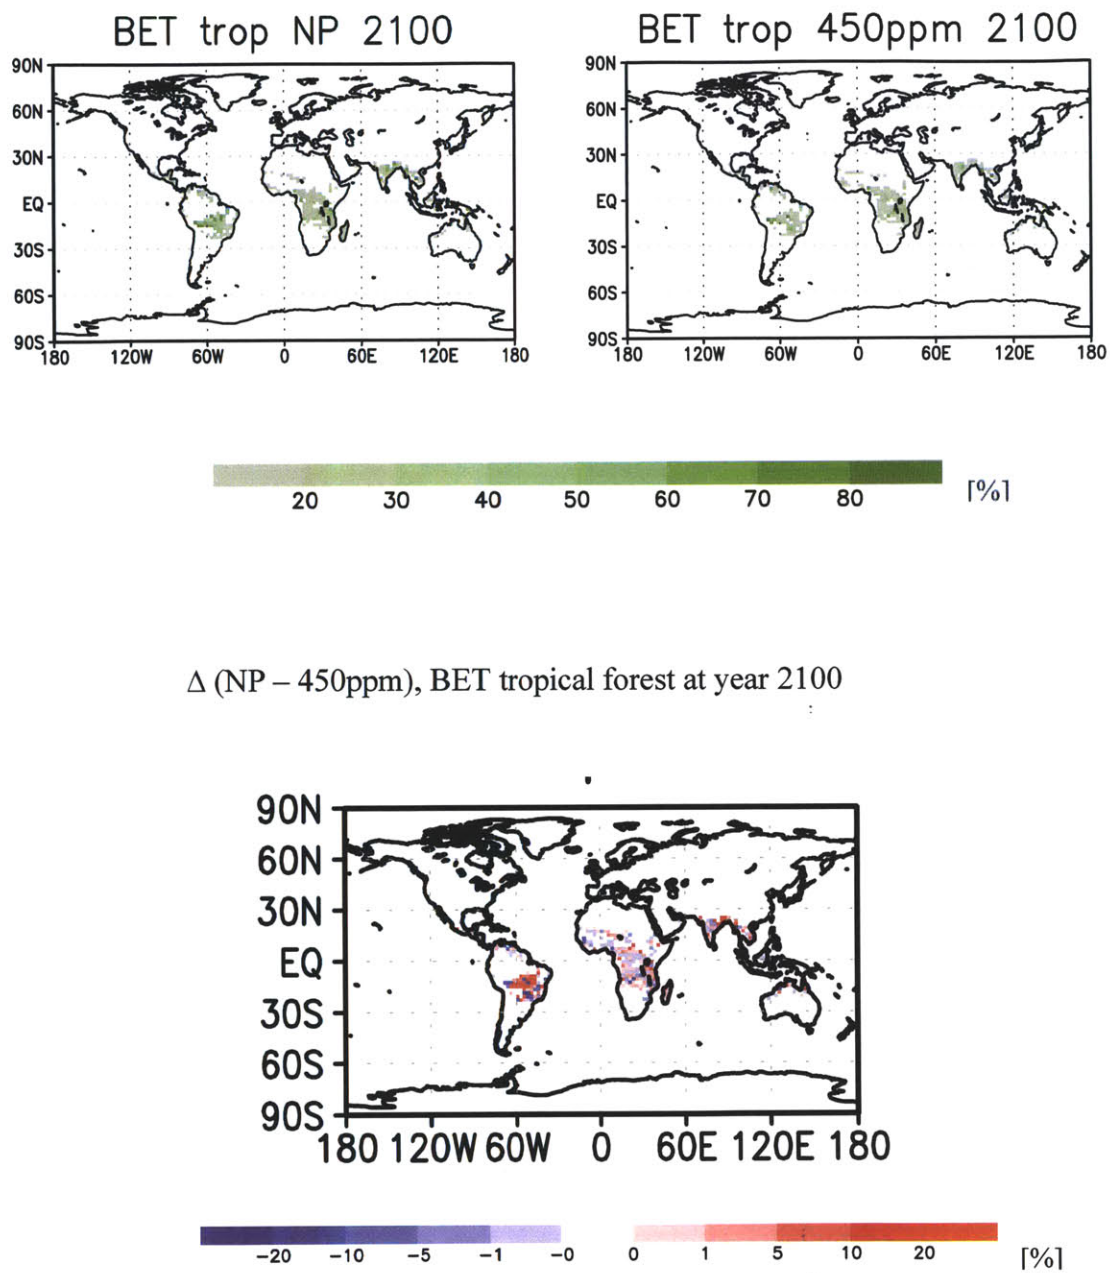 BET trop NP 2100
BET trop 450ppm 2100
90N
60N
30N
EQ
30S
60S
90S
180 120W 60W 0 60E 120E 180
90N
60N
30N
EQ
30S
60S
90S
180 120W 60W 0 60E 120E 180
20 30 40 50 60 70 80 [%]
Δ (NP – 450ppm), BET tropical forest at year 2100
90N
60N
30N
EQ
30S
60S
90S
180 120W 60W 0 60E 120E 180
−20 −10 −5 −1 −0 0 1 5 10 20 [%]